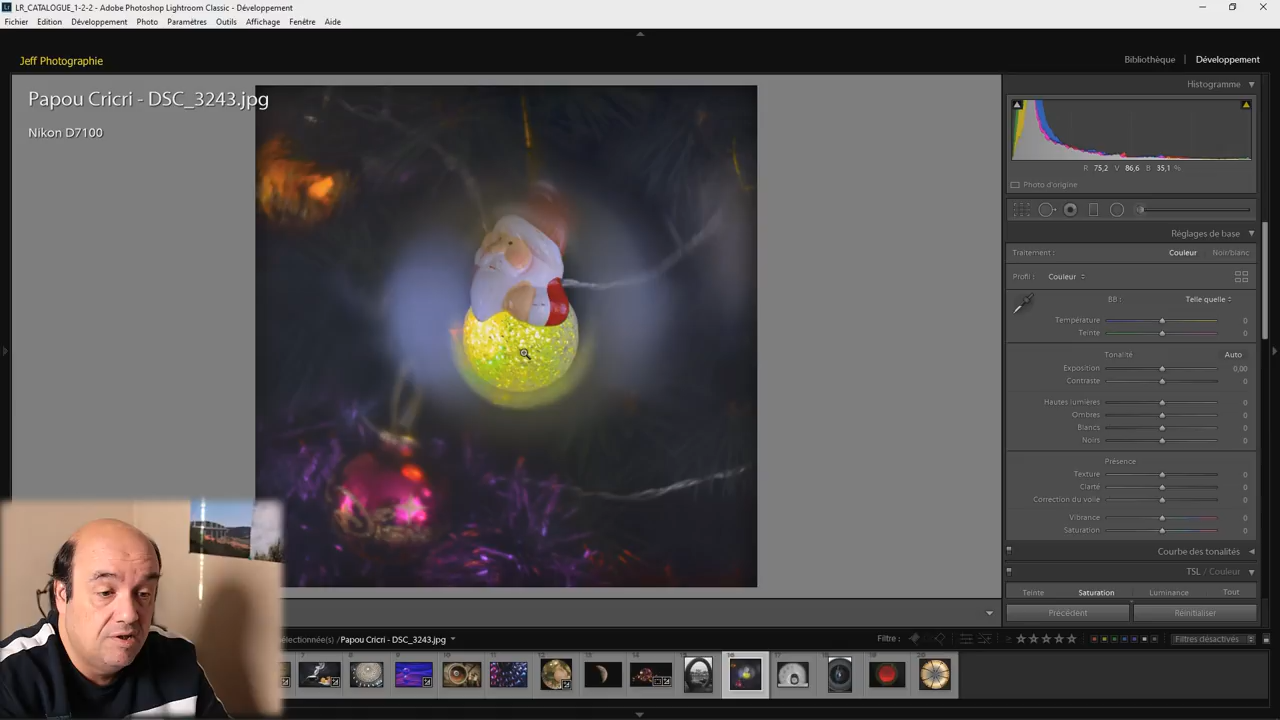 LR_CATALOGUE_1-2-2 - Adobe Photoshop Lightroom Classic - Développement
Fichier Edition Développement Photo Paramètres Outils Affichage Fenêtre Aide
Jeff Photographie
Bibliothèque | Développement
Papou Cricri - DSC_3243.jpg
Nikon D7100
Histogramme
R 75,2 V 86,6 B 35,1 %
Photo d'origine
Réglages de base
Traitement : Couleur Noir/blanc
Profil : Couleur
BB : Telle quelle
Température 0
Teinte 0
Tonalité Auto
Exposition 0,00
Contraste 0
Hautes lumières 0
Ombres 0
Blancs 0
Noirs 0
Présence
Texture 0
Clarté 0
Correction du voile 0
Vibrance 0
Saturation 0
Courbe des tonalités
TSL / Couleur
Teinte Saturation Luminance Tout
Précédent Réinitialiser
électionnée(s) /Papou Cricri - DSC_3243.jpg
Filtre : Filtres désactivés